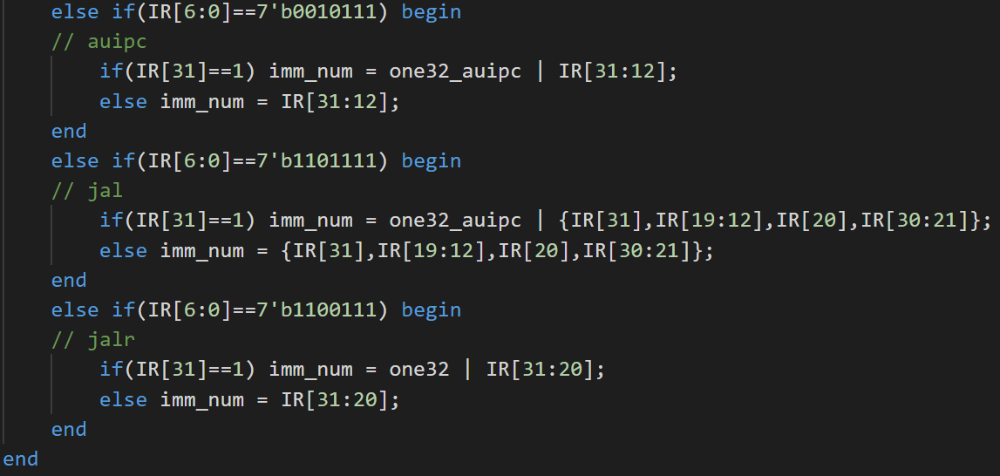 else if(IR[6:0]==7'b0010111) begin
// auipc
if(IR[31]==1) imm_num = one32_auipc | IR[31:12];
else imm_num = IR[31:12];
end
else if(IR[6:0]==7'b1101111) begin
// jal
if(IR[31]==1) imm_num = one32_auipc | {IR[31],IR[19:12],IR[20],IR[30:21]};
else imm_num = {IR[31],IR[19:12],IR[20],IR[30:21]};
end
else if(IR[6:0]==7'b1100111) begin
// jalr
if(IR[31]==1) imm_num = one32 | IR[31:20];
else imm_num = IR[31:20];
end
end